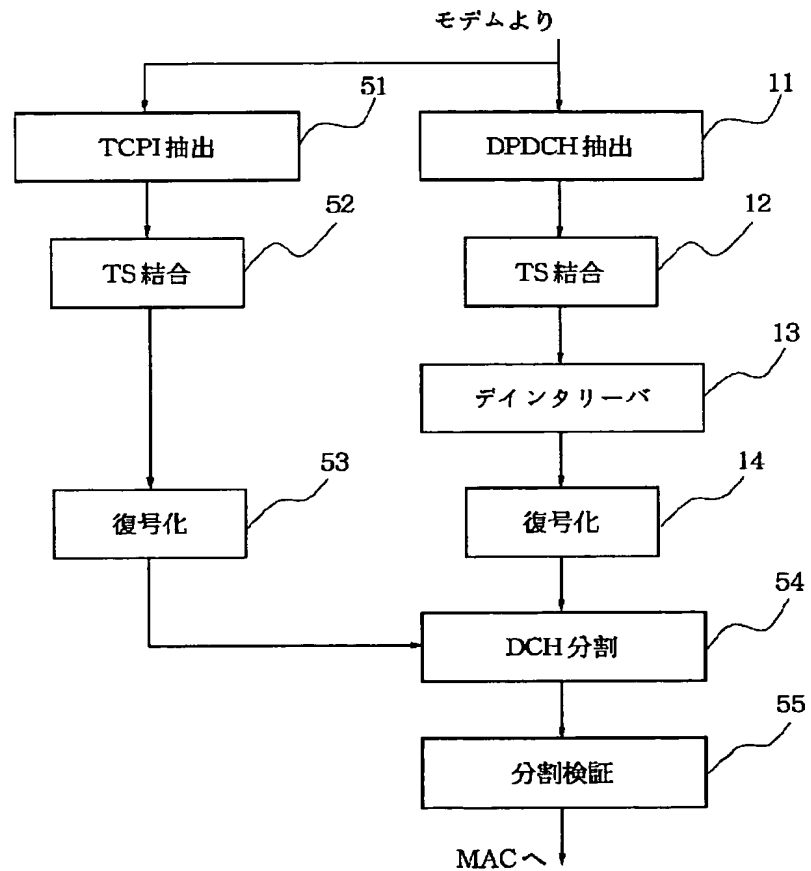 モデムより
51
11
TCPI抽出
DPDCH抽出
52
12
TS結合
TS結合
13
デインタリーバ
53
14
復号化
復号化
54
DCH分割
55
分割検証
MACへ